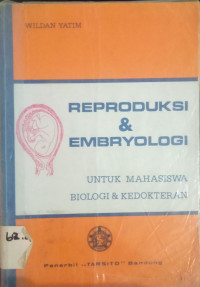 WILDAN YATIM
REPRODUKSI
&
EMBRYOLOGI
UNTUK MAHASISWA
BIOLOGI & KEDOKTERAN
Penerbit „TARSITO" Bandung